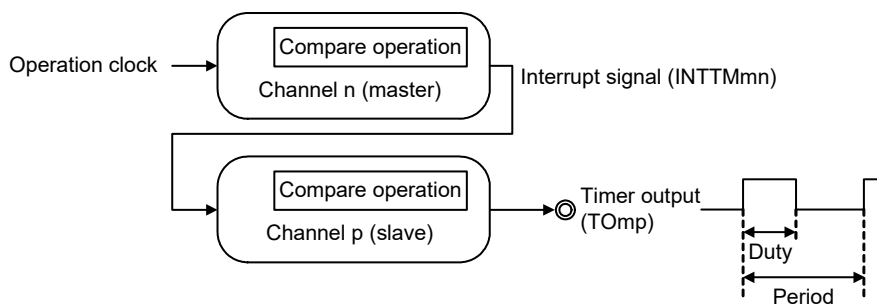 Compare operation
Operation clock
Channel n (master)
Interrupt signal (INTTMmn)
Compare operation
Channel p (slave)
Timer output
(TOmp)
Duty
Period